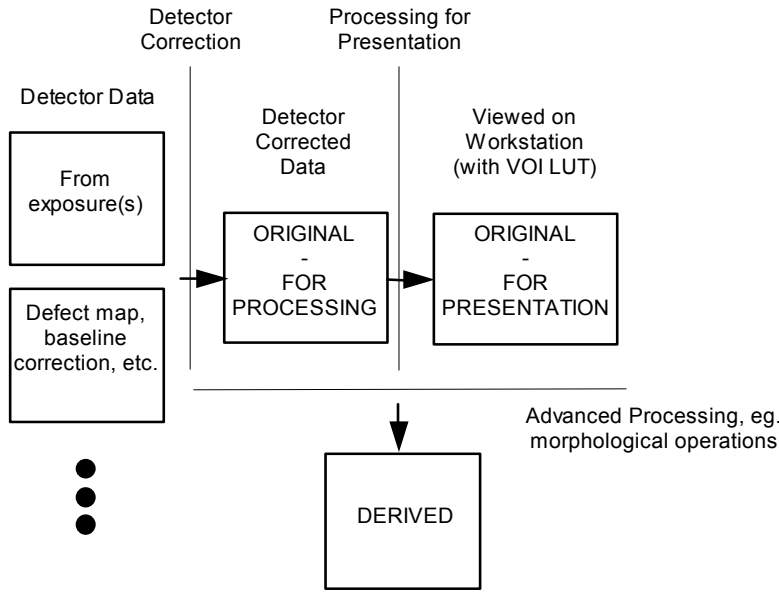 Detector
Correction
Processing for
Presentation
Detector Data
Detector
Corrected
Data
Viewed on
Workstation
(with VOI LUT)
From
exposure(s)
ORIGINAL
-
FOR
PROCESSING
ORIGINAL
-
FOR
PRESENTATION
Defect map,
baseline
correction, etc.
Advanced Processing, eg.
morphological operations
DERIVED